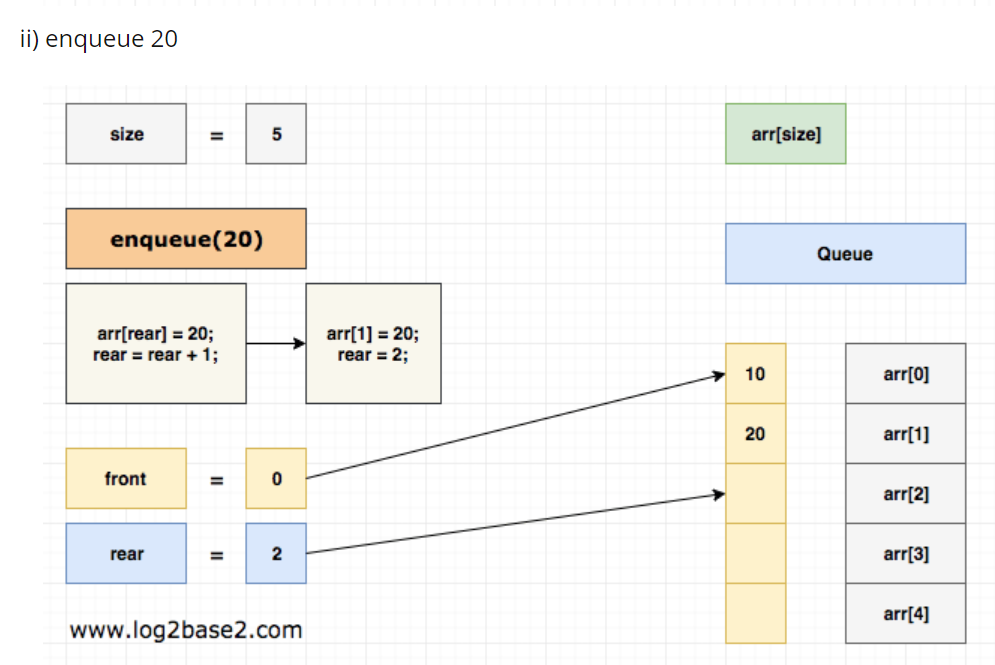 ii) enqueue 20
size = 5
arr[size]
enqueue(20)
Queue
arr[rear] = 20;
rear = rear + 1;
arr[1] = 20;
rear = 2;
10 arr[0]
20 arr[1]
front = 0
arr[2]
rear = 2
arr[3]
arr[4]
www.log2base2.com